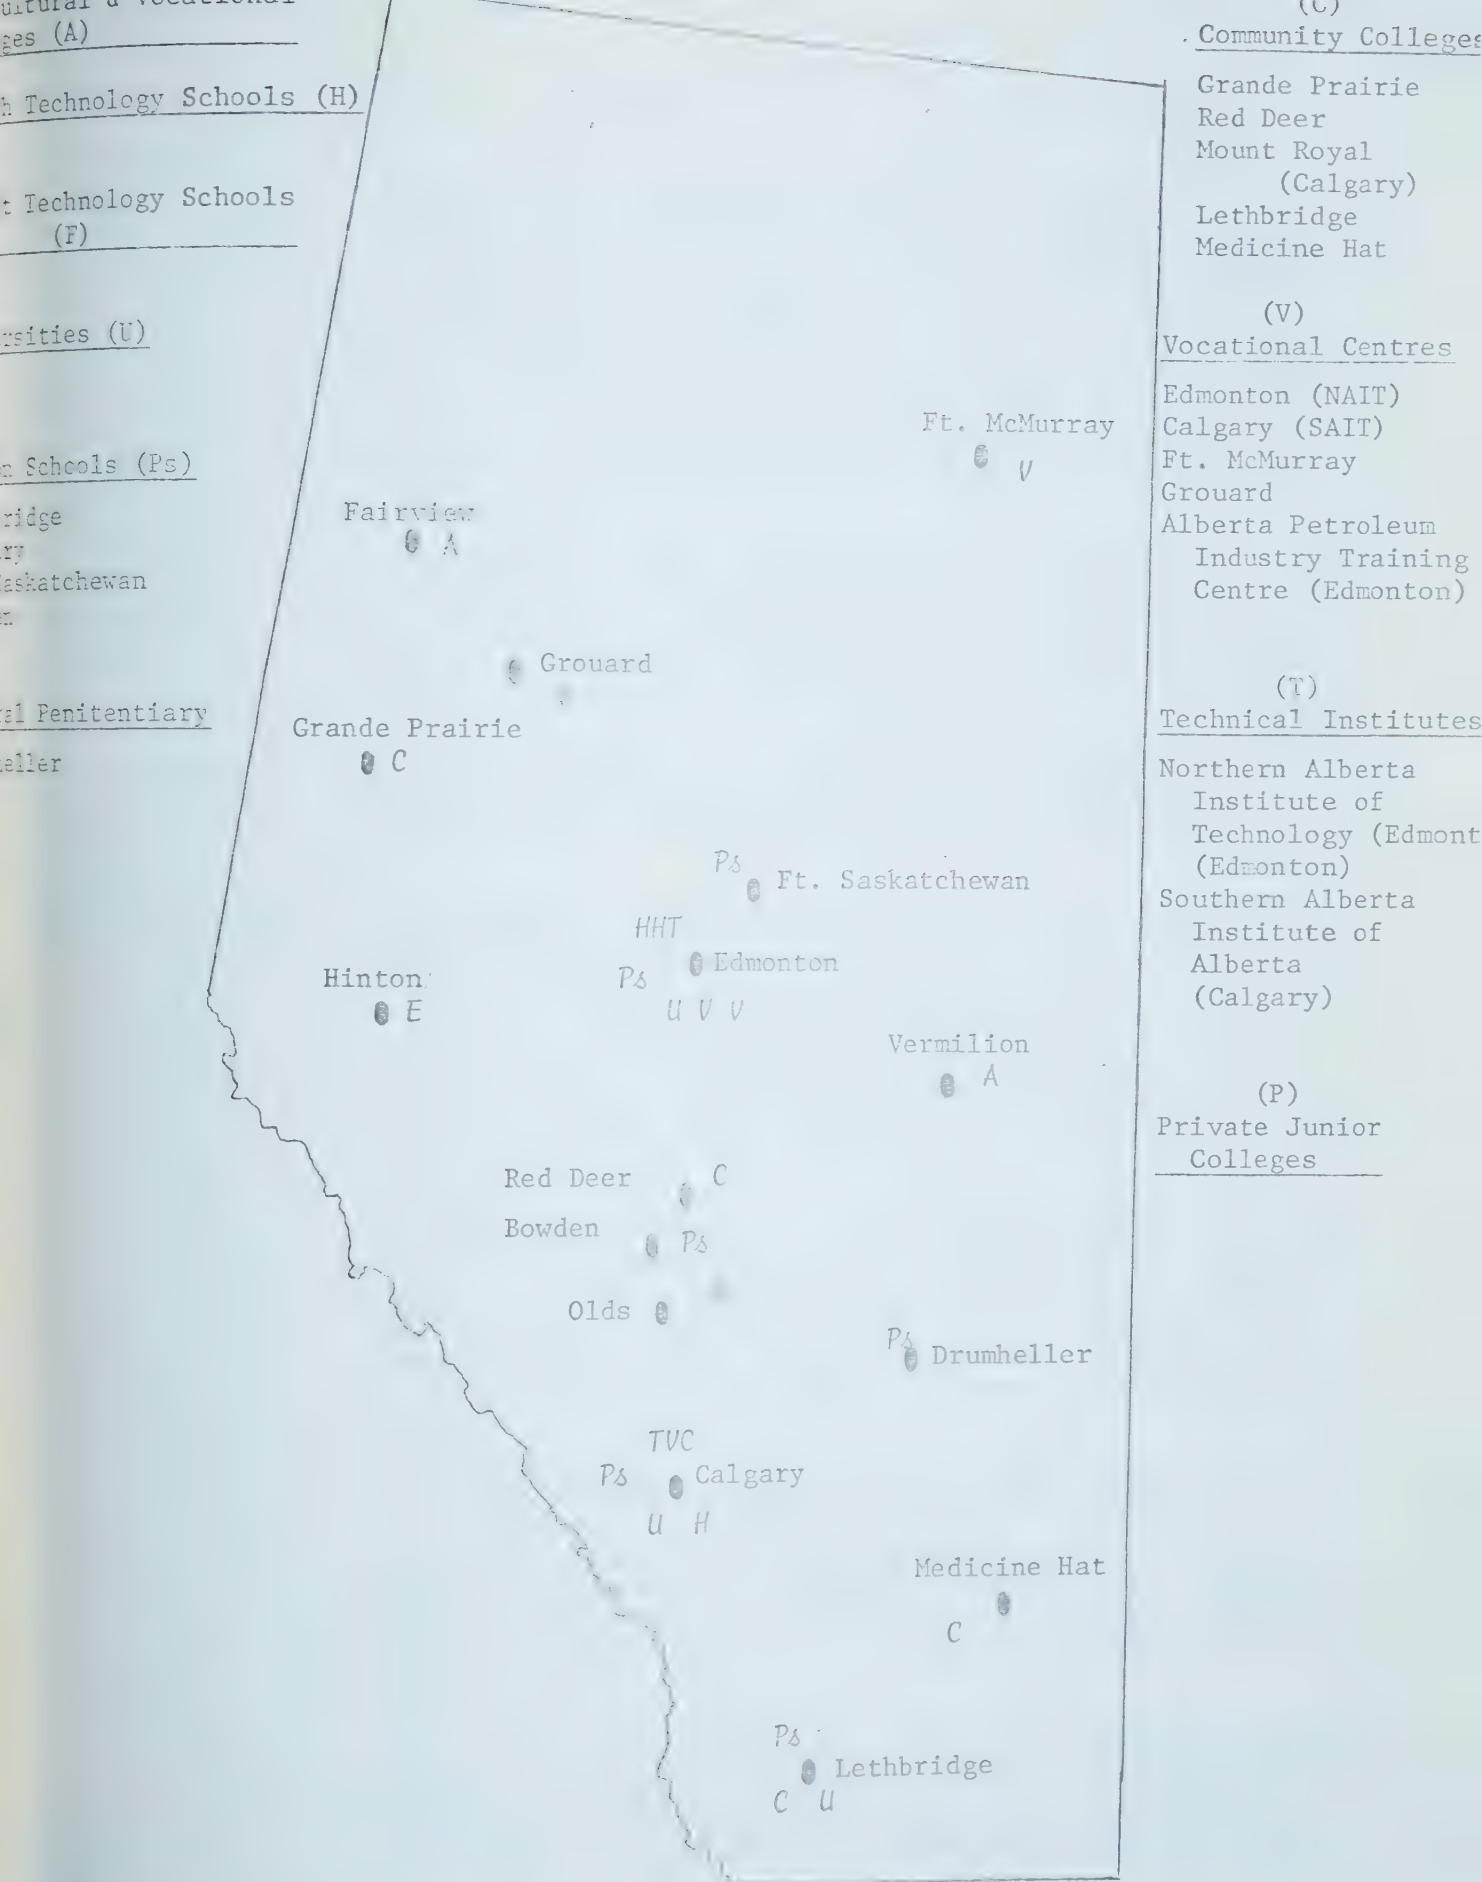 ges (A)
Technology Schools (H)
Technology Schools
(F)
rsities (U)
Schools (Ps)
ridge
ry
askatchewan
al Penitentiary
eller
Ft. McMurray
V
Fairview
A
Grouard
Grande Prairie
C
Ps
Ft. Saskatchewan
HHT
Ps
Edmonton
U V V
Hinton
E
Vermilion
A
Red Deer C
Bowden Ps
Olds
Ps
Drumheller
TVC
Ps Calgary
U H
Medicine Hat
C
Ps
Lethbridge
C U
(C)
Community Colleges
Grande Prairie
Red Deer
Mount Royal
(Calgary)
Lethbridge
Medicine Hat
(V)
Vocational Centres
Edmonton (NAIT)
Calgary (SAIT)
Ft. McMurray
Grouard
Alberta Petroleum
Industry Training
Centre (Edmonton)
(T)
Technical Institutes
Northern Alberta
Institute of
Technology (Edmont
(Edmonton)
Southern Alberta
Institute of
Alberta
(Calgary)
(P)
Private Junior
Colleges